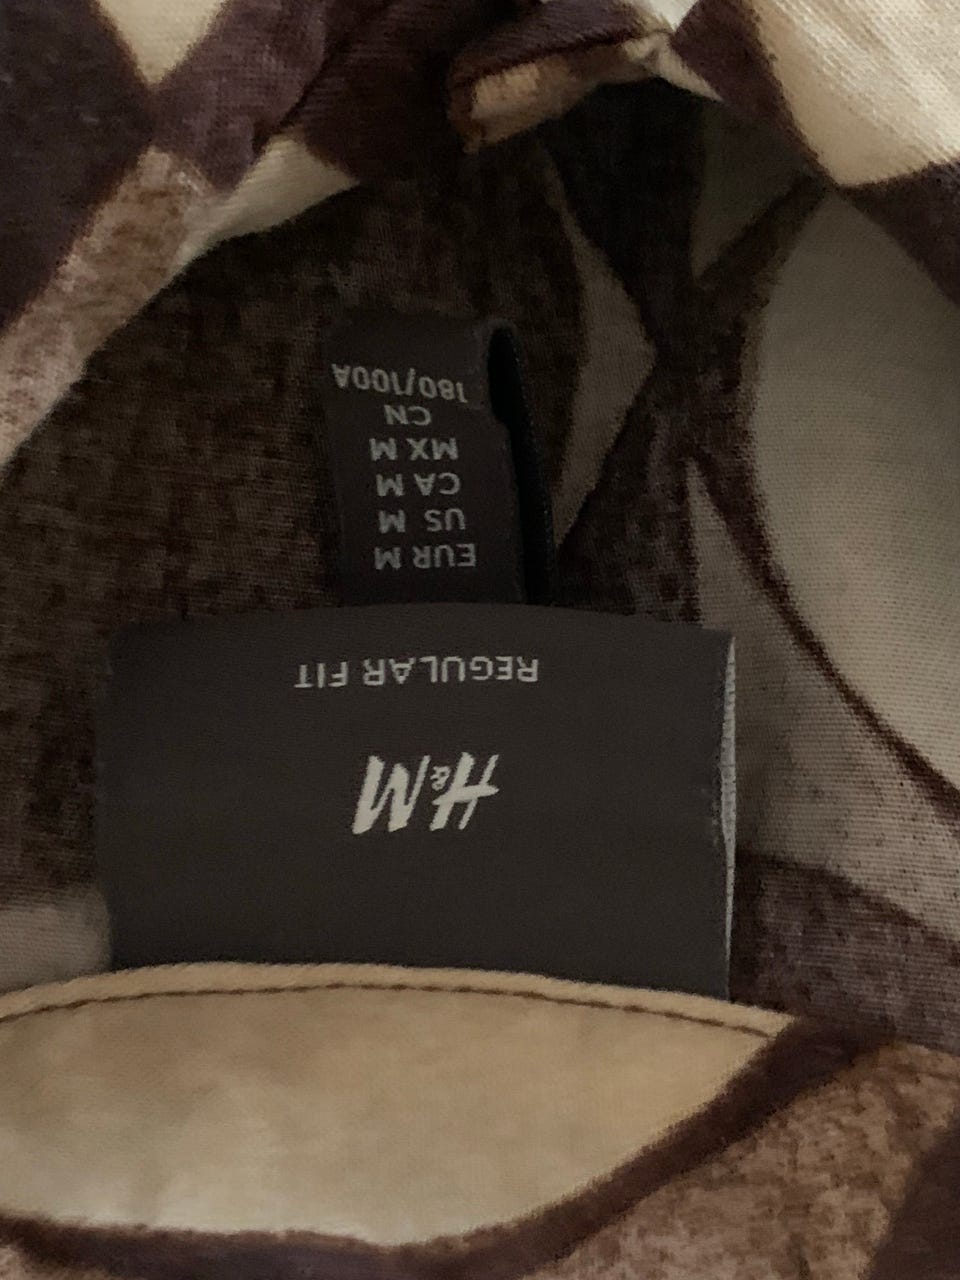 H&M
REGULAR FIT
EUR M
US M
CA M
MX M
CN
180/100A